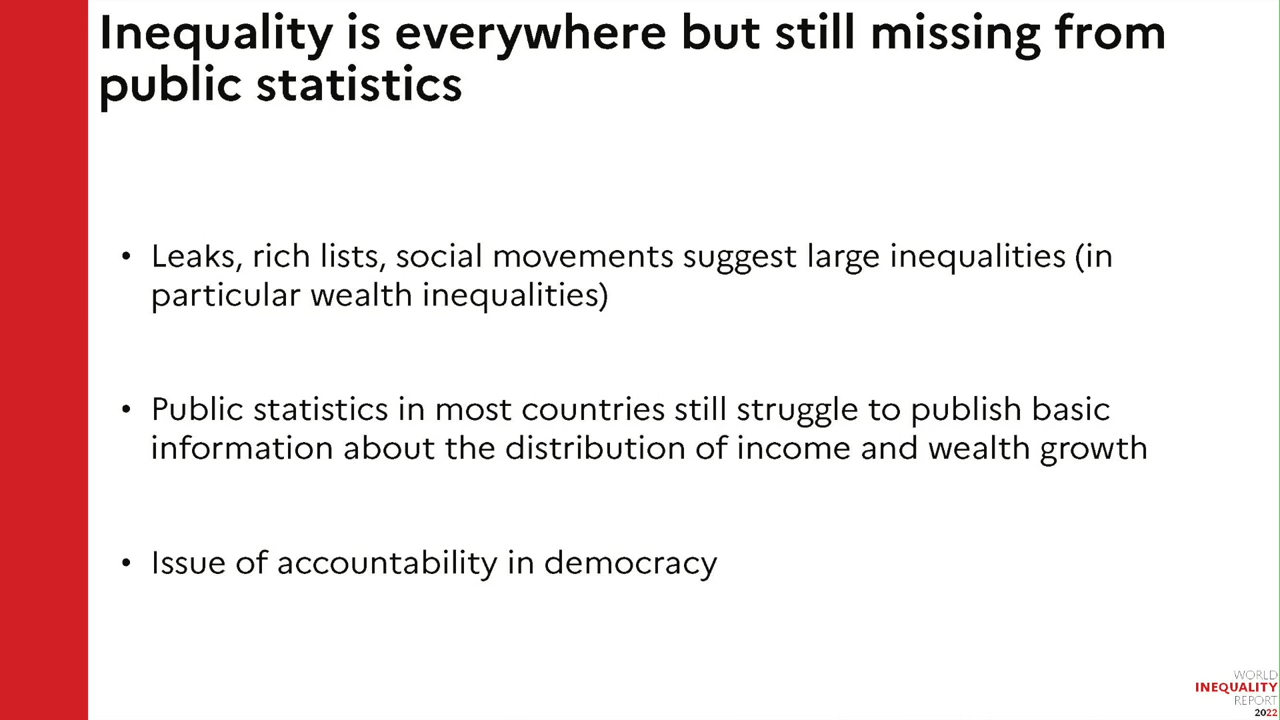 Inequality is everywhere but still missing from
public statistics
• Leaks, rich lists, social movements suggest large inequalities (in
particular wealth inequalities)
• Public statistics in most countries still struggle to publish basic
information about the distribution of income and wealth growth
• Issue of accountability in democracy
WORLD
INEQUALITY
REPORT
2022